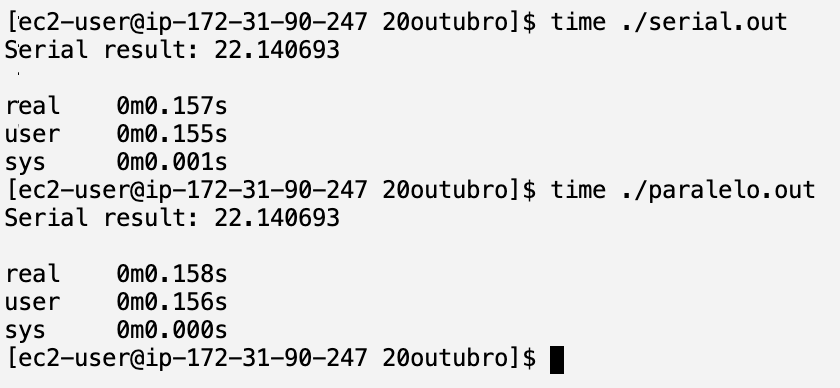 [ec2-user@ip-172-31-90-247 20outubro]$ time ./serial.out
Serial result: 22.140693
real    0m0.157s
user    0m0.155s
sys     0m0.001s
[ec2-user@ip-172-31-90-247 20outubro]$ time ./paralelo.out
Serial result: 22.140693
real    0m0.158s
user    0m0.156s
sys     0m0.000s
[ec2-user@ip-172-31-90-247 20outubro]$